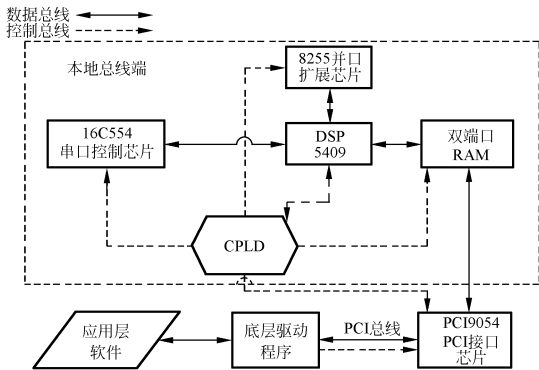 数据总线
控制总线
本地总线端
8255并口
扩展芯片
16C554
串口控制芯片
DSP
5409
双端口
RAM
CPLD
应用层
软件
底层驱动
程序
PCI总线
PCI9054
PCI接口
芯片